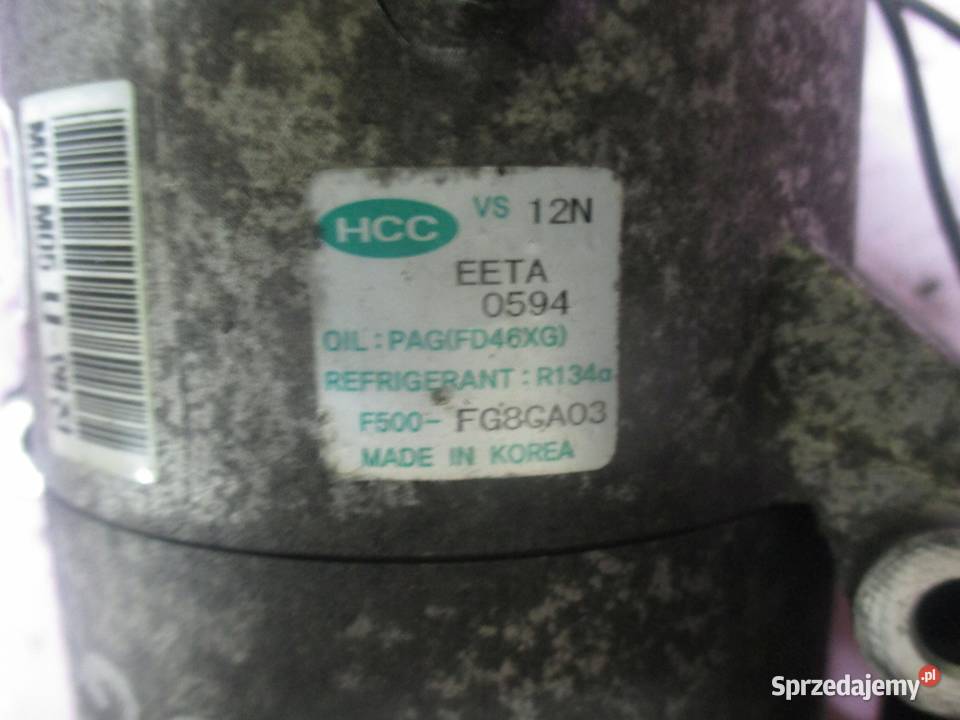 HCC VS 12N
EETA
0594
OIL : PAG(FD46XG)
REFRIGERANT : R134a
F500- FG8GA03
MADE IN KOREA
Sprzedajemy.pl